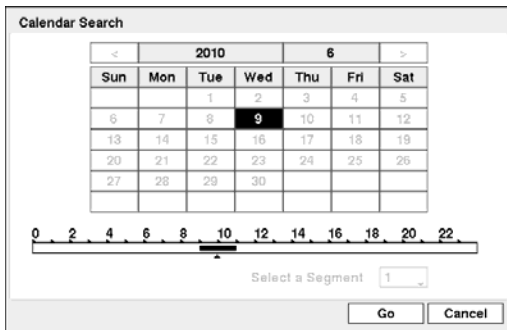 Calendar Search
< 2010 6 >
Sun Mon Tue Wed Thu Fri Sat
1 2 3 4 5
6 7 8 9 10 11 12
13 14 15 16 17 18 19
20 21 22 23 24 25 26
27 28 29 30
0 2 4 6 8 10 12 14 16 18 20 22
Select a Segment 1
Go Cancel